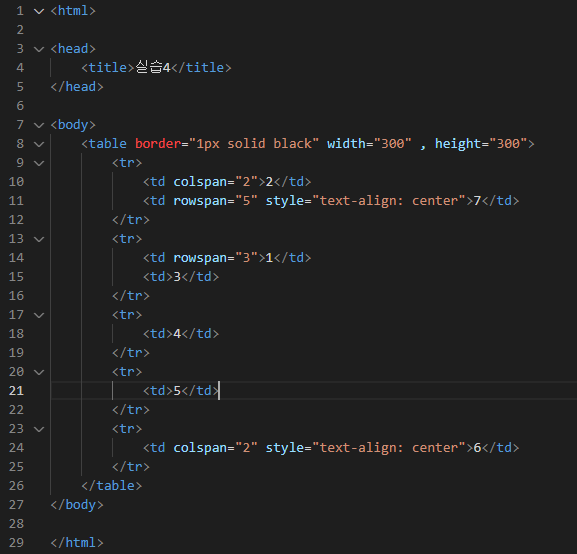 1 <html>
2
3 <head>
4     <title>실습4</title>
5 </head>
6
7 <body>
8     <table border="1px solid black" width="300" , height="300">
9         <tr>
10             <td colspan="2">2</td>
11             <td rowspan="5" style="text-align: center">7</td>
12         </tr>
13         <tr>
14             <td rowspan="3">1</td>
15             <td>3</td>
16         </tr>
17         <tr>
18             <td>4</td>
19         </tr>
20         <tr>
21             <td>5</td>
22         </tr>
23         <tr>
24             <td colspan="2" style="text-align: center">6</td>
25         </tr>
26     </table>
27 </body>
28
29 </html>